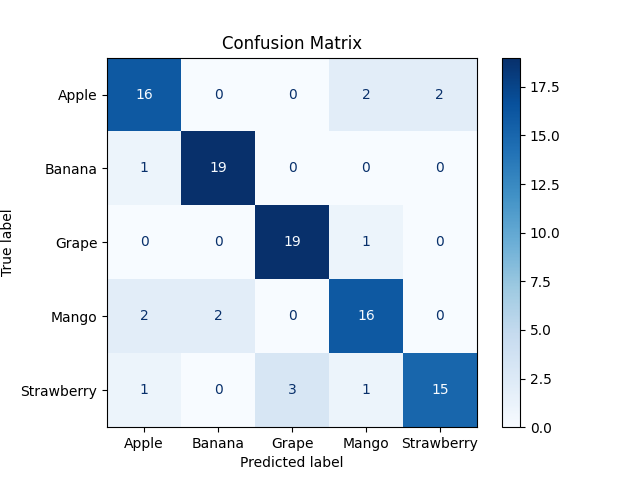 Confusion Matrix
True label
Apple 16 0 0 2 2
Banana 1 19 0 0 0
Grape 0 0 19 1 0
Mango 2 2 0 16 0
Strawberry 1 0 3 1 15
Apple Banana Grape Mango Strawberry
Predicted label
17.5
15.0
12.5
10.0
7.5
5.0
2.5
0.0